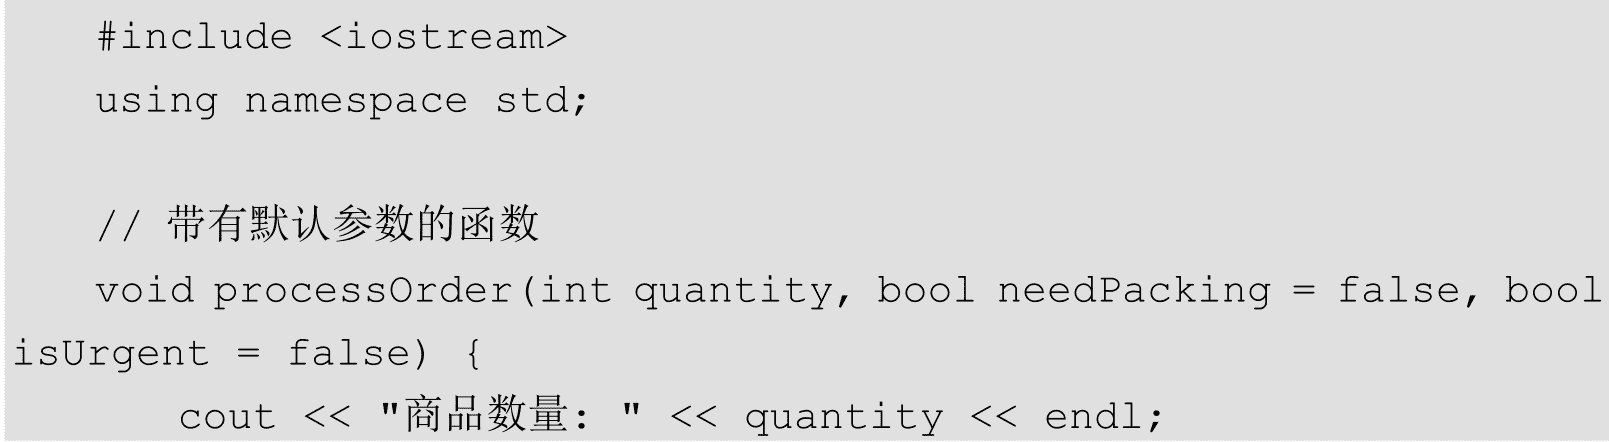 #include <iostream>
using namespace std;
// 带有默认参数的函数
void processOrder(int quantity, bool needPacking = false, bool
isUrgent = false) {
cout << "商品数量: " << quantity << endl;